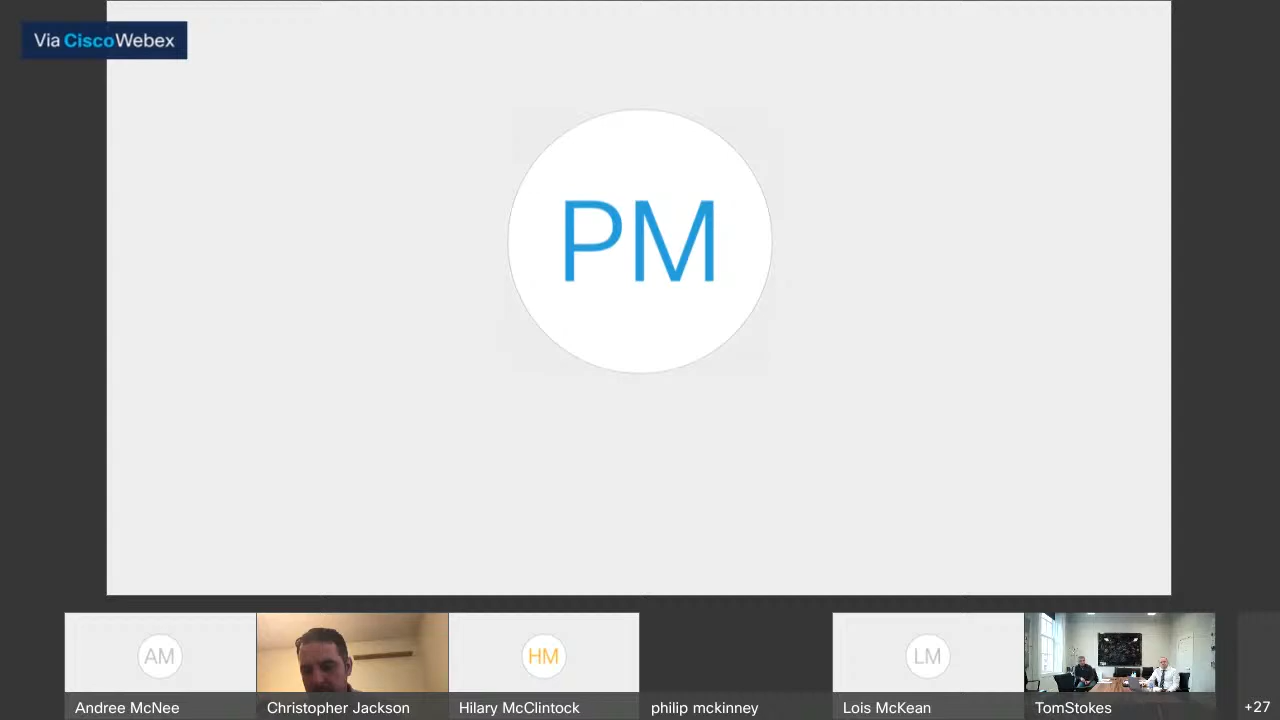 Via CiscoWebex
PM
AM
HM
LM
Andree McNee
Christopher Jackson
Hilary McClintock
philip mckinney
Lois McKean
TomStokes
+27